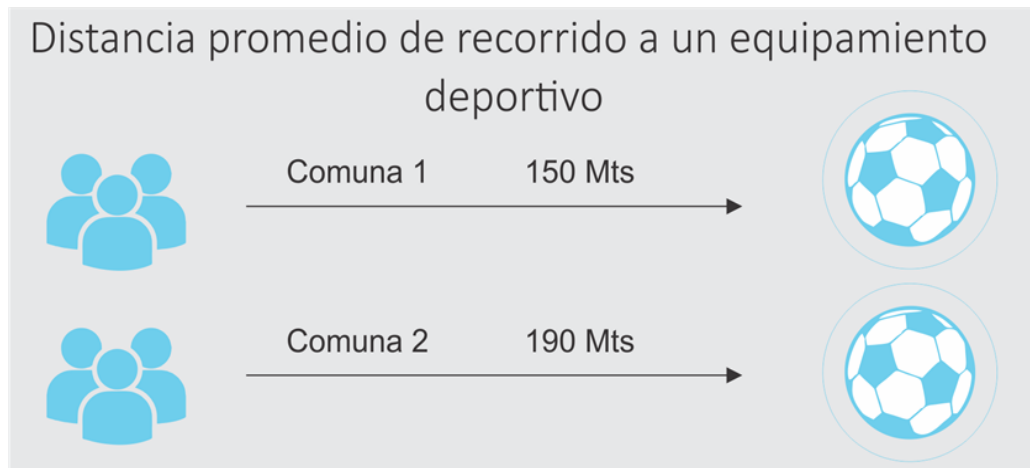 Distancia promedio de recorrido a un equipamiento
deportivo
Comuna 1 150 Mts
Comuna 2 190 Mts